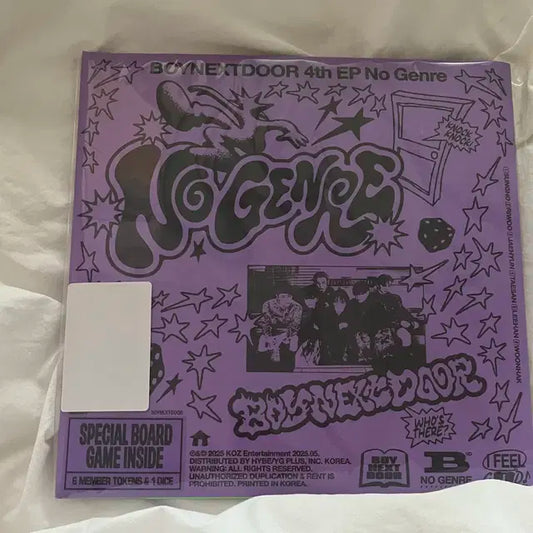 BOYNEXTDOOR 4th EP No Genre
KNOCK
KNOCK!
NO GENRE
BOYNEXTDOOR
WHO'S
THERE?
BOYNEXTDOOR
SPECIAL BOARD
GAME INSIDE
6 MEMBER TOKENS & 1 DICE
℗&© 2025 KOZ Entertainment 2025.05.
DISTRIBUTED BY HYBE/YG PLUS, INC. KOREA.
WARNING: ALL RIGHTS RESERVED.
UNAUTHORIZED DUPLICATION & RENT IS
PROHIBITED. PRINTED IN KOREA.
BOY
NEXT
DOOR
B
NO GENRE
I FEEL